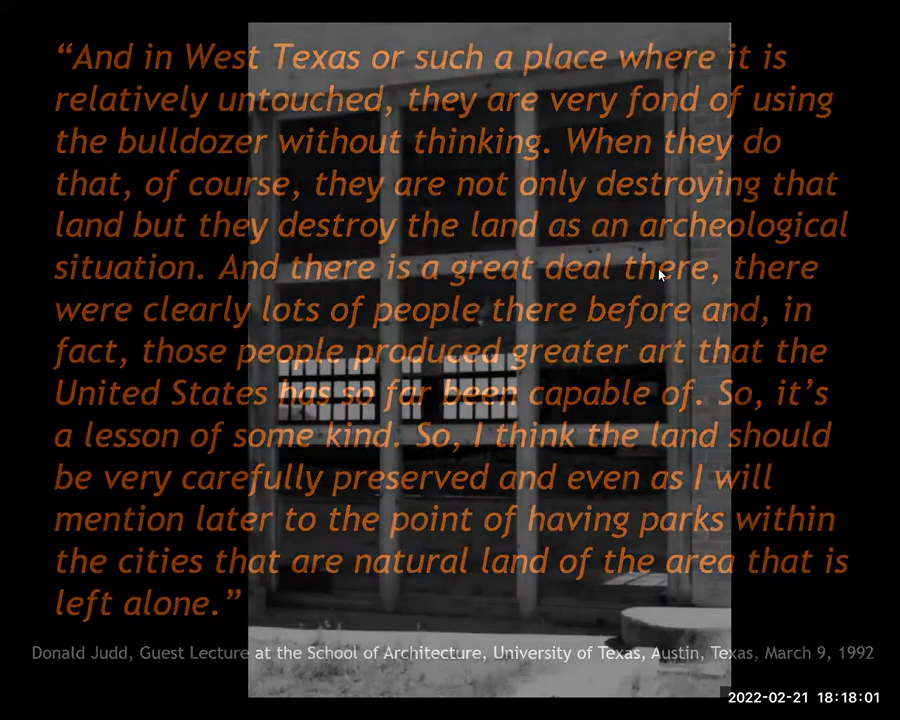 “And in West Texas or such a place where it is
relatively untouched, they are very fond of using
the bulldozer without thinking. When they do
that, of course, they are not only destroying that
land but they destroy the land as an archeological
situation. And there is a great deal there, there
were clearly lots of people there before and, in
fact, those people produced greater art that the
United States has so far been capable of. So, it’s
a lesson of some kind. So, I think the land should
be very carefully preserved and even as I will
mention later to the point of having parks within
the cities that are natural land of the area that is
left alone.”
Donald Judd, Guest Lecture at the School of Architecture, University of Texas, Austin, Texas, March 9, 1992
2022-02-21 18:18:01